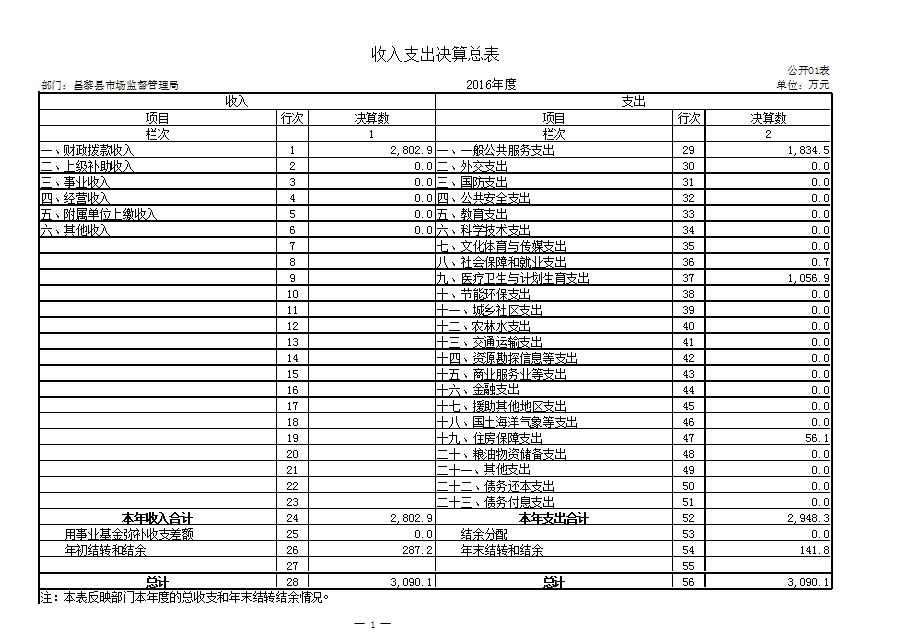 收入支出决算总表
公开01表
部门：昌黎县市场监督管理局 2016年度 单位：万元
收入 支出
项目 行次 决算数 项目 行次 决算数
栏次 1 栏次 2
一、财政拨款收入 1 2,802.9 一、一般公共服务支出 29 1,834.5
二、上级补助收入 2 0.0 二、外交支出 30 0.0
三、事业收入 3 0.0 三、国防支出 31 0.0
四、经营收入 4 0.0 四、公共安全支出 32 0.0
五、附属单位上缴收入 5 0.0 五、教育支出 33 0.0
六、其他收入 6 0.0 六、科学技术支出 34 0.0
7 七、文化体育与传媒支出 35 0.0
8 八、社会保障和就业支出 36 0.7
9 九、医疗卫生与计划生育支出 37 1,056.9
10 十、节能环保支出 38 0.0
11 十一、城乡社区支出 39 0.0
12 十二、农林水支出 40 0.0
13 十三、交通运输支出 41 0.0
14 十四、资源勘探信息等支出 42 0.0
15 十五、商业服务业等支出 43 0.0
16 十六、金融支出 44 0.0
17 十七、援助其他地区支出 45 0.0
18 十八、国土海洋气象等支出 46 0.0
19 十九、住房保障支出 47 56.1
20 二十、粮油物资储备支出 48 0.0
21 二十一、其他支出 49 0.0
22 二十二、债务还本支出 50 0.0
23 二十三、债务付息支出 51 0.0
本年收入合计 24 2,802.9 本年支出合计 52 2,948.3
用事业基金弥补收支差额 25 0.0 结余分配 53 0.0
年初结转和结余 26 287.2 年末结转和结余 54 141.8
27 55
总计 28 3,090.1 总计 56 3,090.1
注：本表反映部门本年度的总收支和年末结转结余情况。
— 1 —